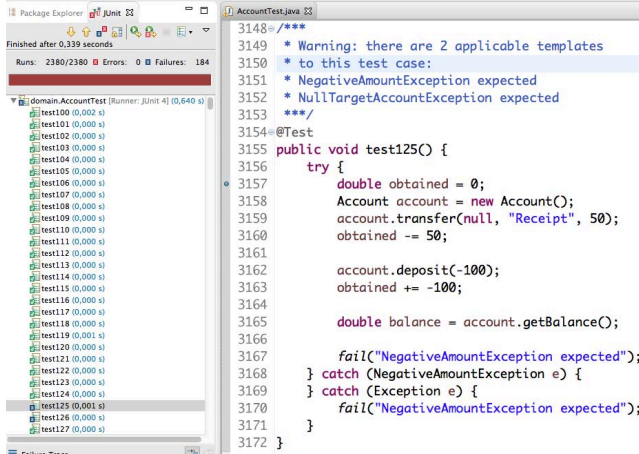 Package Explorer JUnit
Finished after 0,339 seconds
Runs: 2380/2380 Errors: 0 Failures: 184
domain.AccountTest [Runner: JUnit 4] (0,640 s)
test100 (0,002 s)
test101 (0,000 s)
test102 (0,000 s)
test103 (0,000 s)
test104 (0,000 s)
test105 (0,000 s)
test106 (0,000 s)
test107 (0,000 s)
test108 (0,000 s)
test109 (0,000 s)
test110 (0,000 s)
test111 (0,000 s)
test112 (0,000 s)
test113 (0,000 s)
test114 (0,000 s)
test115 (0,000 s)
test116 (0,000 s)
test117 (0,000 s)
test118 (0,000 s)
test119 (0,001 s)
test120 (0,000 s)
test121 (0,000 s)
test122 (0,000 s)
test123 (0,000 s)
test124 (0,000 s)
test125 (0,001 s)
test126 (0,000 s)
test127 (0,000 s)
Failure Trace
AccountTest.java
3148 /***
3149 * Warning: there are 2 applicable templates
3150 * to this test case:
3151 * NegativeAmountException expected
3152 * NullTargetAccountException expected
3153 ***/
3154 @Test
3155 public void test125() {
3156 try {
3157 double obtained = 0;
3158 Account account = new Account();
3159 account.transfer(null, "Receipt", 50);
3160 obtained -= 50;
3161
3162 account.deposit(-100);
3163 obtained += -100;
3164
3165 double balance = account.getBalance();
3166
3167 fail("NegativeAmountException expected");
3168 } catch (NegativeAmountException e) {
3169 } catch (Exception e) {
3170 fail("NegativeAmountException expected");
3171 }
3172 }